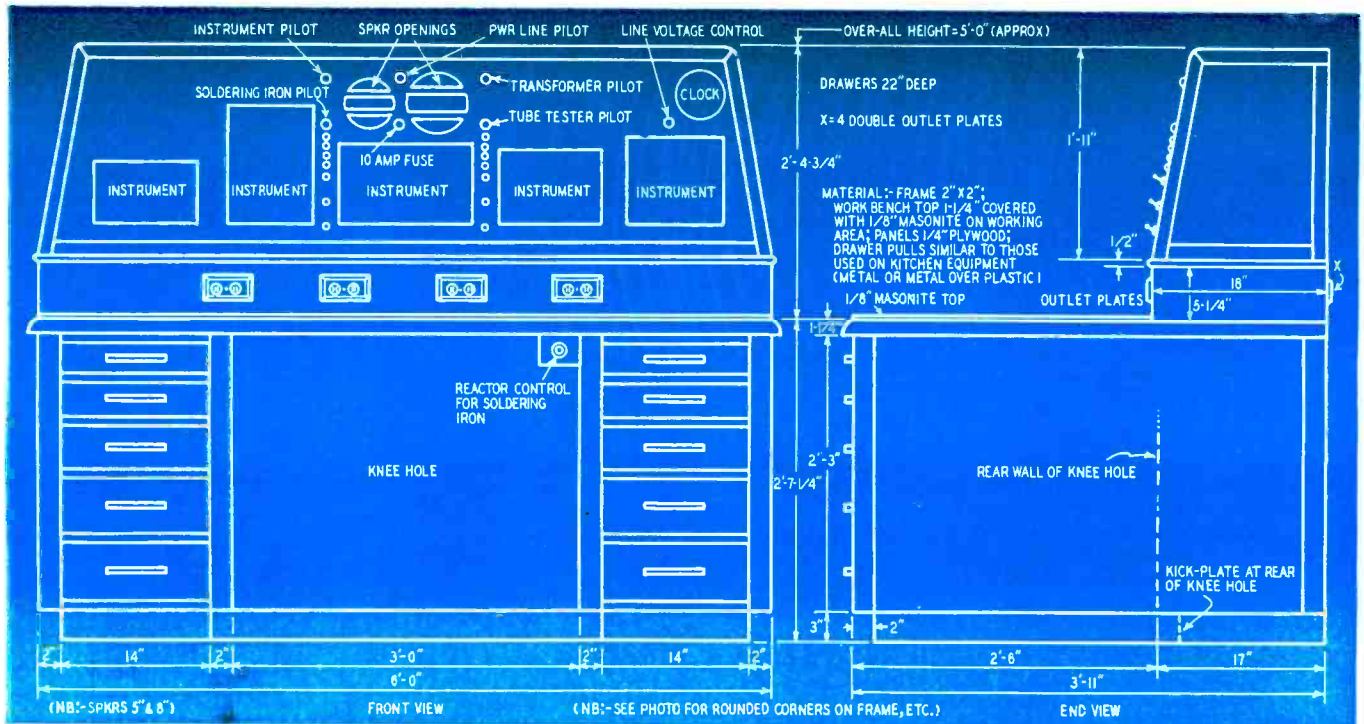 INSTRUMENT PILOT
SPKR OPENINGS
PWR LINE PILOT
LINE VOLTAGE CONTROL
OVER-ALL HEIGHT=5'-0" (APPROX)
SOLDERING IRON PILOT
TRANSFORMER PILOT
CLOCK
TUBE TESTER PILOT
10 AMP FUSE
INSTRUMENT
INSTRUMENT
INSTRUMENT
INSTRUMENT
INSTRUMENT
DRAWERS 22" DEEP
X=4 DOUBLE OUTLET PLATES
2'-4-3/4"
1'-11"
MATERIAL:-FRAME 2"X2";
WORK BENCH TOP 1-1/4" COVERED
WITH 1/8" MASONITE ON WORKING
AREA; PANELS 1/4" PLYWOOD;
DRAWER PULLS SIMILAR TO THOSE
USED ON KITCHEN EQUIPMENT
(METAL OR METAL OVER PLASTIC)
1/2"
X
18"
5-1/4"
1/8" MASONITE TOP
OUTLET PLATES
1-1/4"
REACTOR CONTROL
FOR SOLDERING
IRON
KNEE HOLE
2'-3"
2'-7-1/4"
REAR WALL OF KNEE HOLE
KICK-PLATE AT REAR
OF KNEE HOLE
3"
2"
2"
14"
2"
3'-0"
2"
14"
2"
6'-0"
2'-6"
17"
3'-11"
(NB:-SPKRS 5" & 8")
FRONT VIEW
(NB:-SEE PHOTO FOR ROUNDED CORNERS ON FRAME, ETC.)
END VIEW